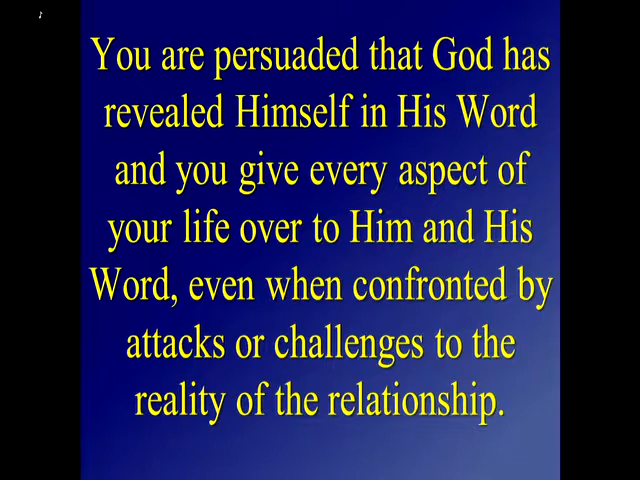 You are persuaded that God has
revealed Himself in His Word
and you give every aspect of
your life over to Him and His
Word, even when confronted by
attacks or challenges to the
reality of the relationship.